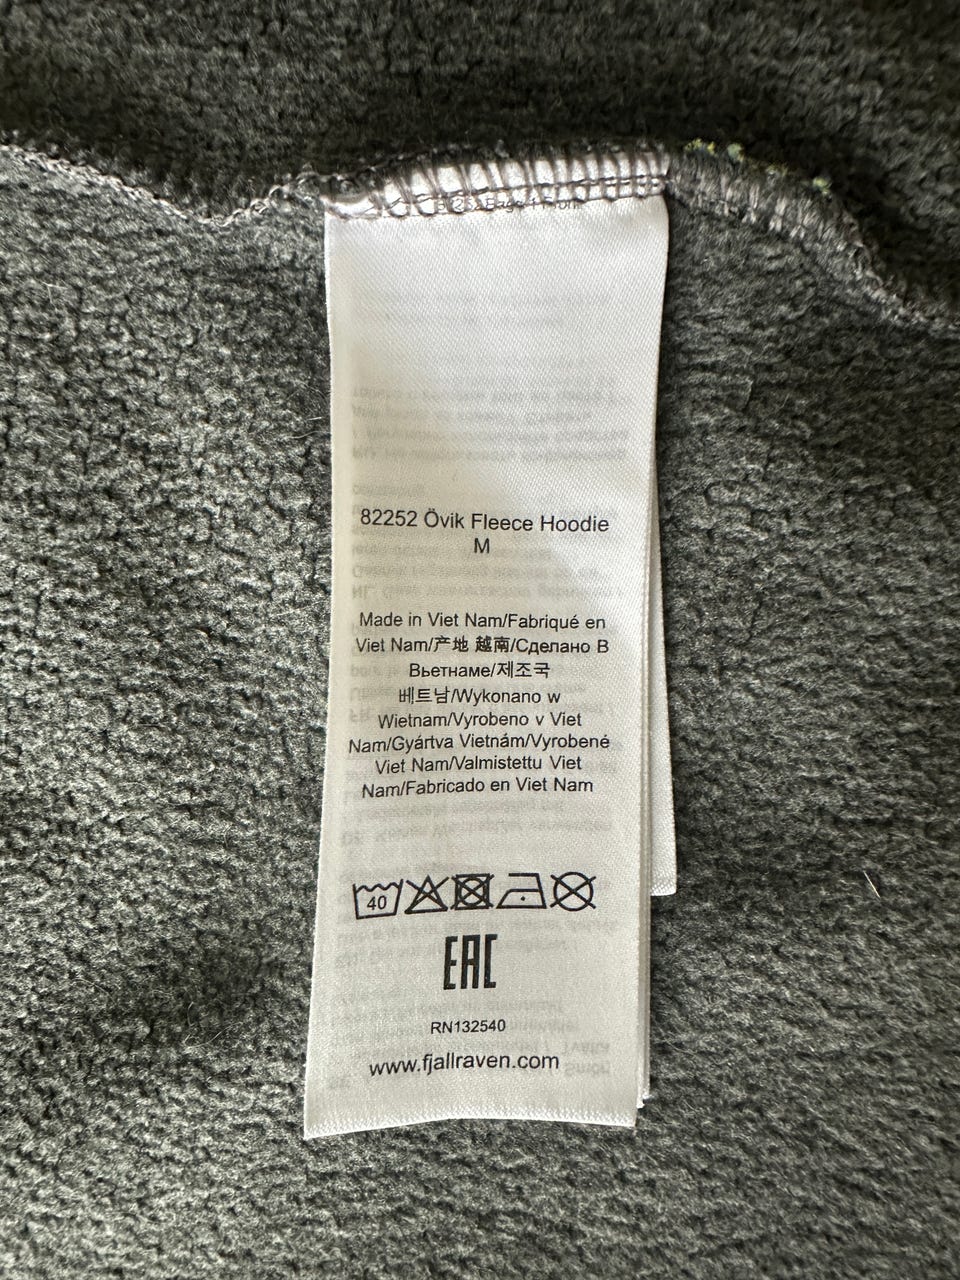 82252 Övik Fleece Hoodie
M
Made in Viet Nam/Fabriqué en
Viet Nam/产地 越南/Сделано В
Вьетнаме/제조국
베트남/Wykonano w
Wietnam/Vyrobeno v Viet
Nam/Gyártva Vietnám/Vyrobené
Viet Nam/Valmistettu Viet
Nam/Fabricado en Viet Nam
40
EAC
RN132540
www.fjallraven.com